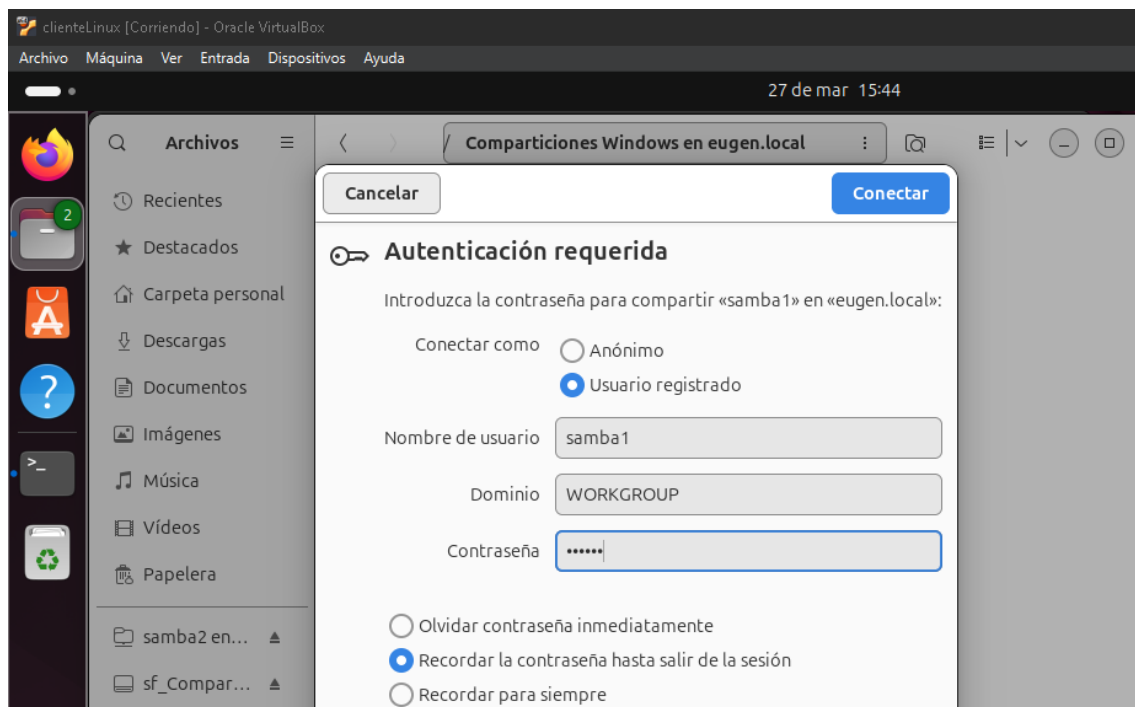 clienteLinux [Corriendo] - Oracle VirtualBox
Archivo Máquina Ver Entrada Dispositivos Ayuda
27 de mar 15:44
Archivos
/ Comparticiones Windows en eugen.local
Cancelar
Conectar
2
Recientes
Autenticación requerida
Destacados
Carpeta personal
Introduzca la contraseña para compartir «samba1» en «eugen.local»:
Descargas
Conectar como
Anónimo
Documentos
Usuario registrado
Imágenes
Nombre de usuario samba1
>_
Música
Dominio WORKGROUP
Vídeos
Contraseña ••••••
Papelera
Olvidar contraseña inmediatamente
samba2 en...
Recordar la contraseña hasta salir de la sesión
sf_Compar...
Recordar para siempre